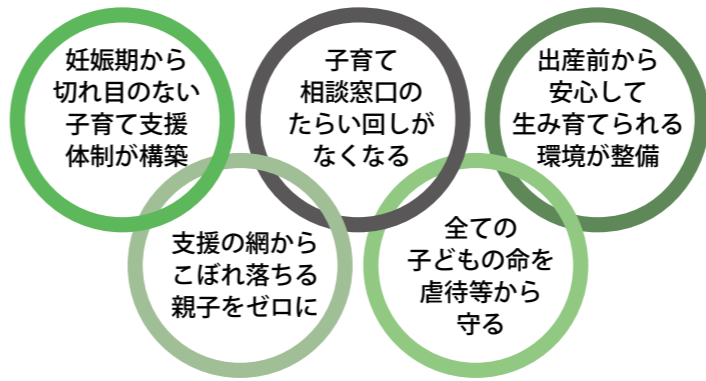 妊娠期から
切れ目のない
子育て支援
体制が構築
子育て
相談窓口の
たらい回しが
なくなる
出産前から
安心して
生み育てられる
環境が整備
支援の網から
こぼれ落ちる
親子をゼロに
全ての
子どもの命を
虐待等から
守る